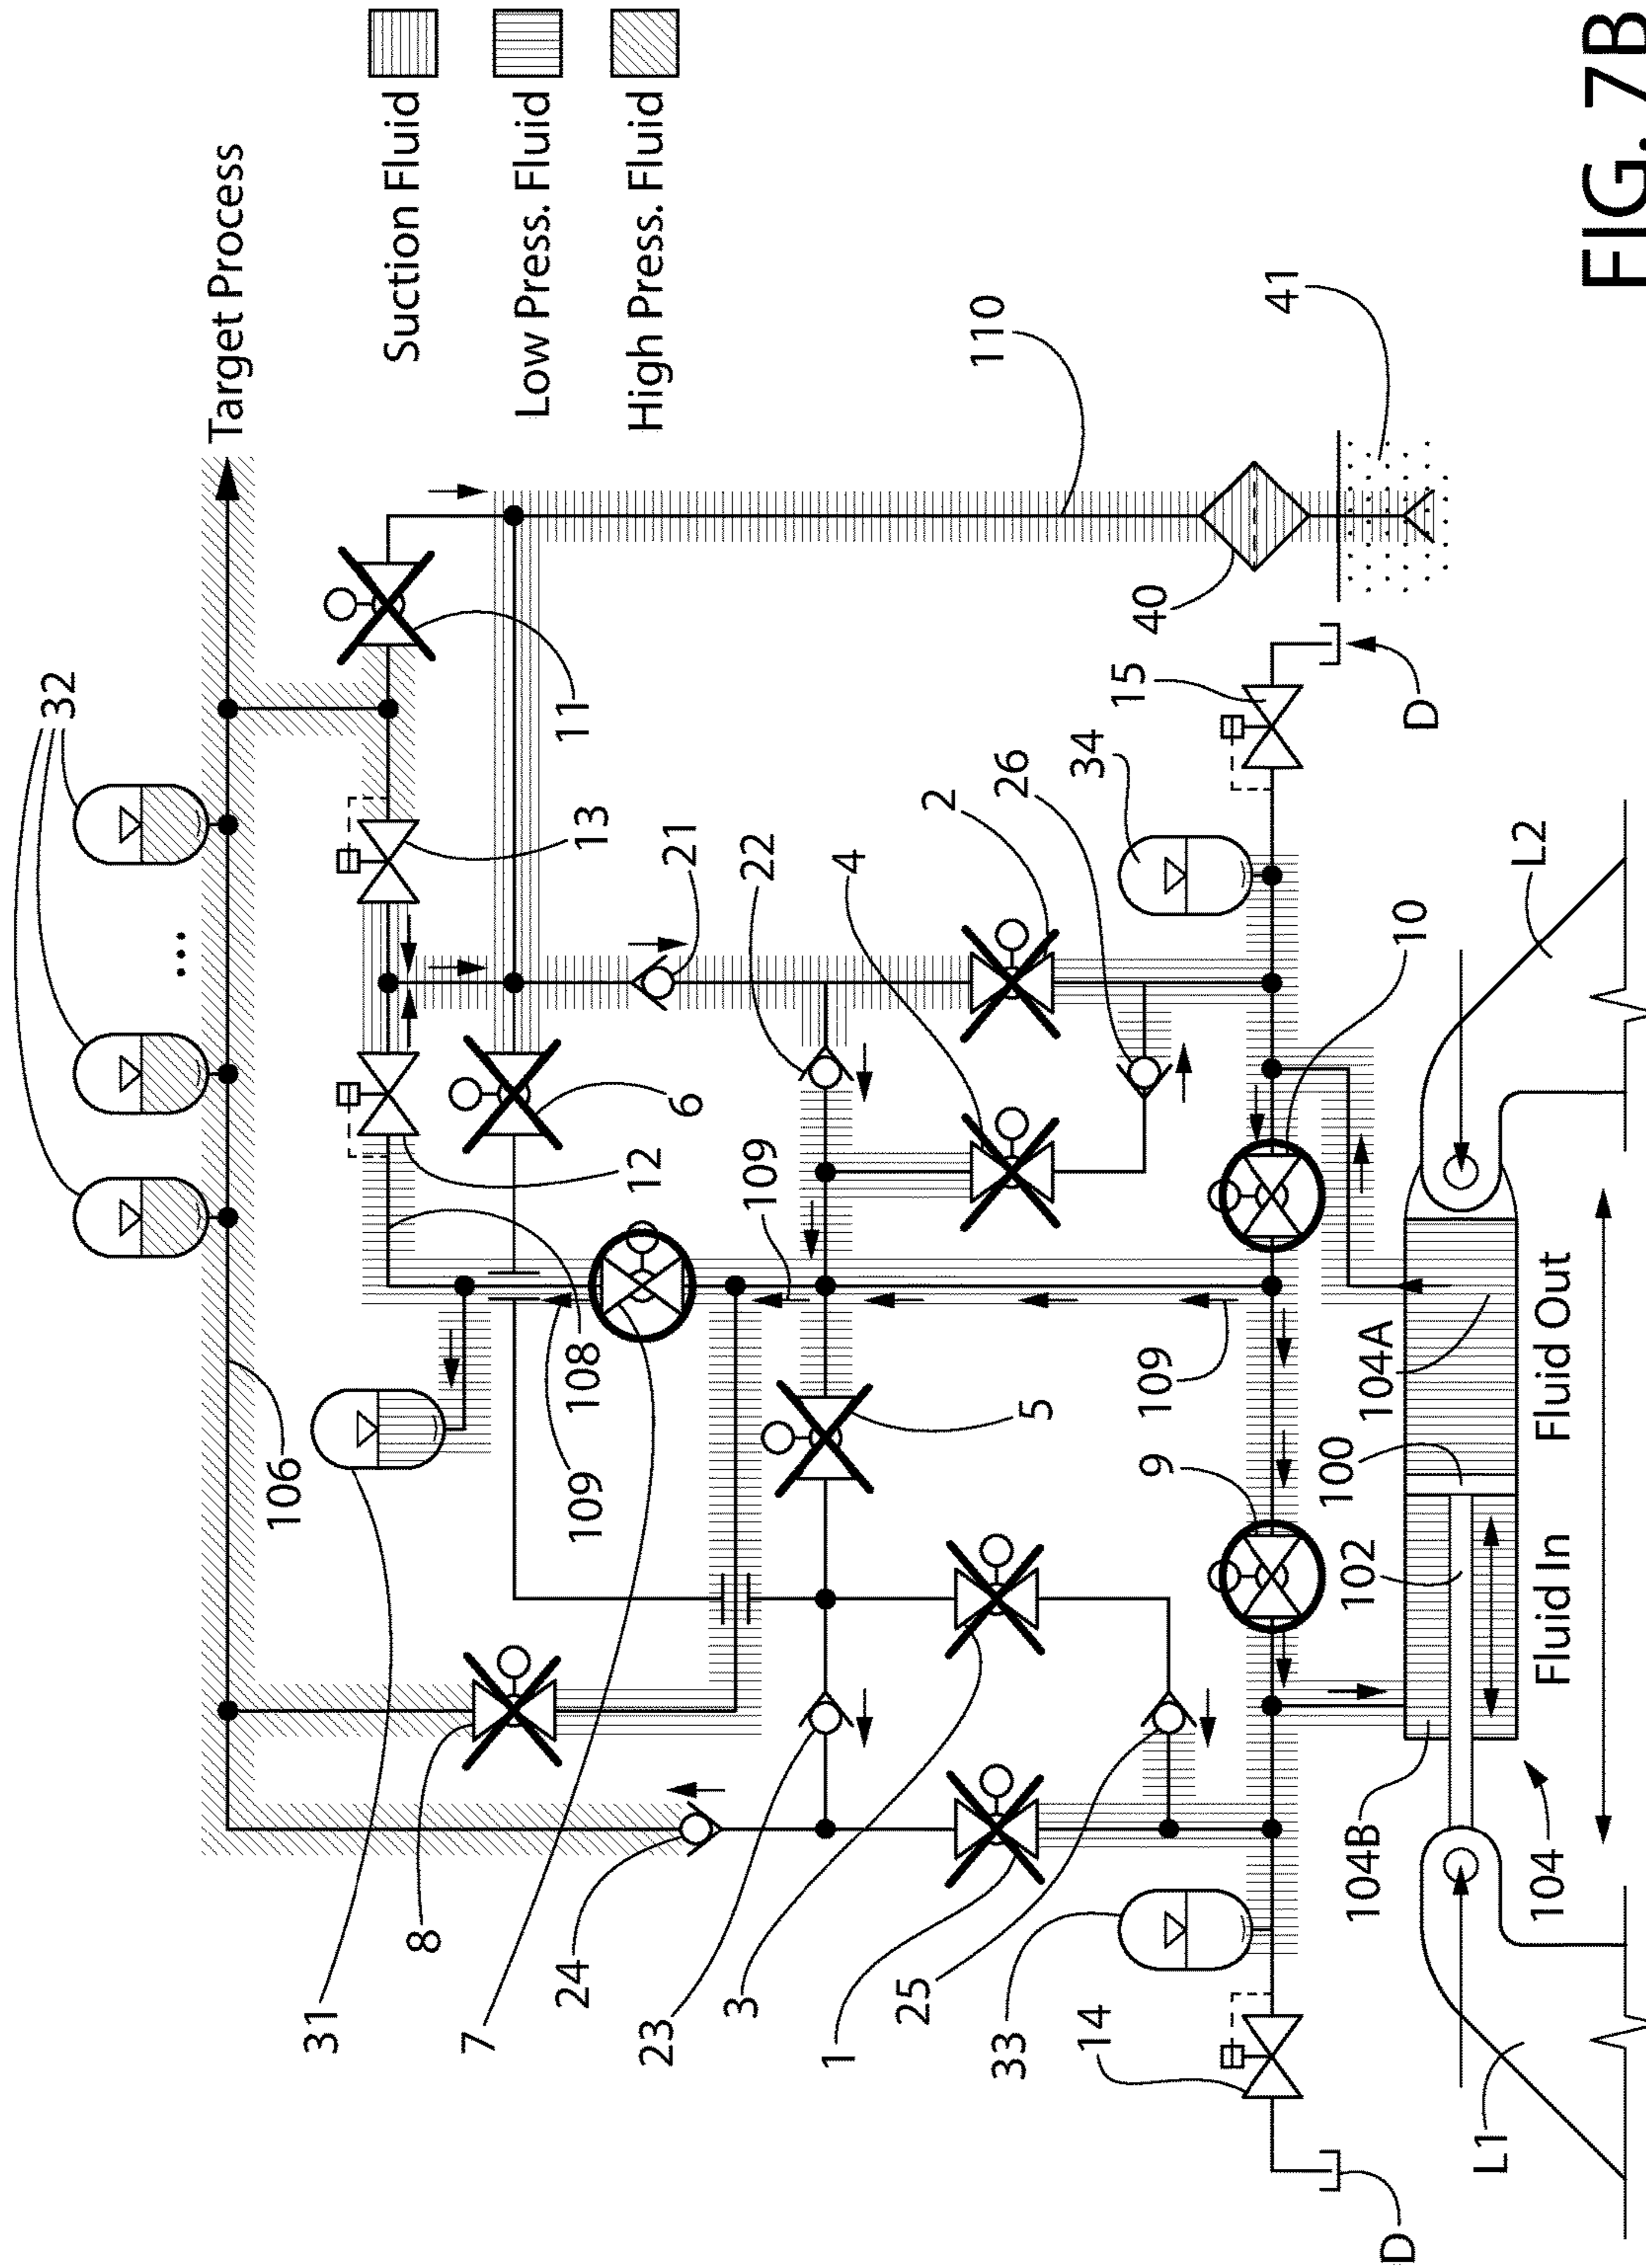 32
Target Process
Suction Fluid
Low Press. Fluid
High Press. Fluid
106
11
13
31
12
6
108
109
8
7
24
21
22
109
5
23
4
2
110
3
26
1
34
25
15
40
41
33
9
109
10
D
14
104A
100
102
104B
L2
D
L1
104
Fluid In
Fluid Out
FIG. 7B